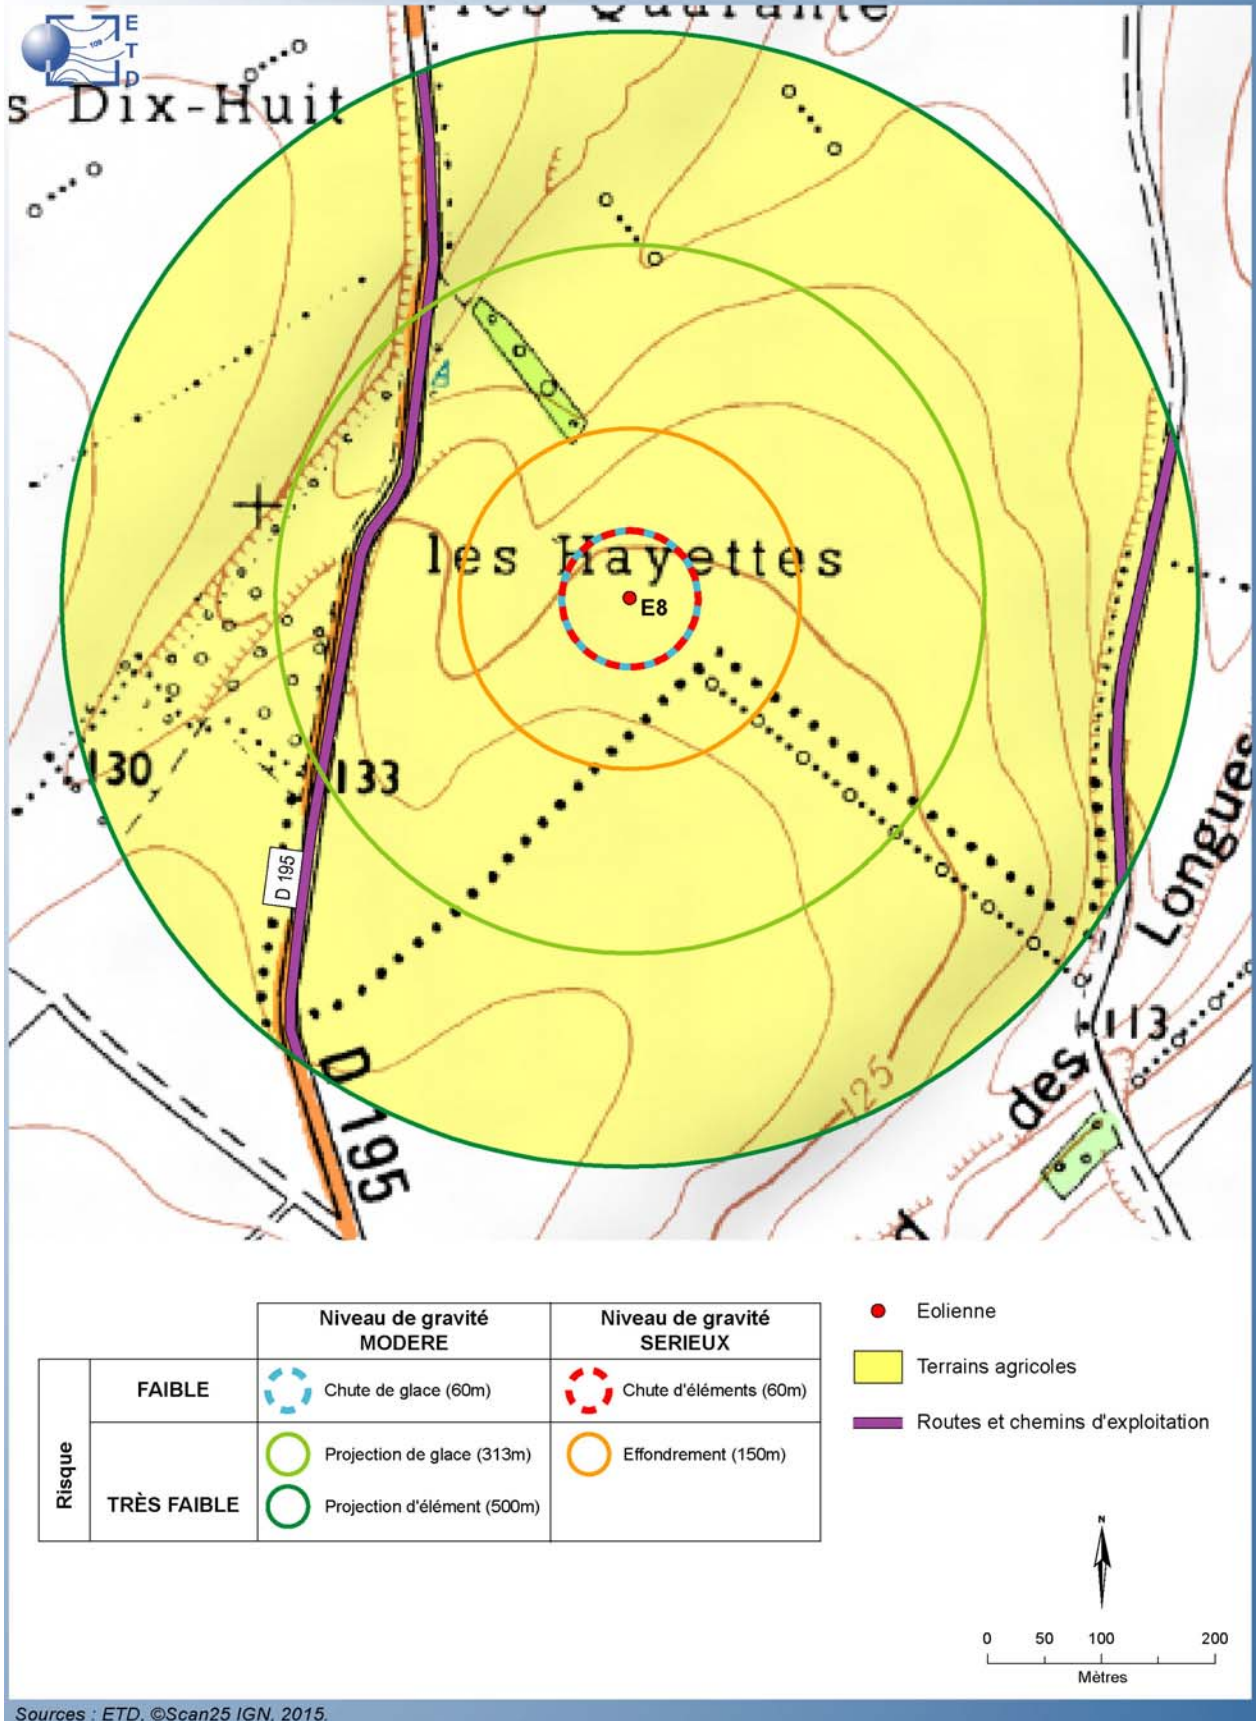 E
T
D
les Quarante
s Dix-Huit
les Hayettes
E8
130
133
D 195
Longues
113
des
D 195
125
d
Niveau de gravité
MODERE
Niveau de gravité
SERIEUX
Risque
FAIBLE
Chute de glace (60m)
Chute d'éléments (60m)
TRÈS FAIBLE
Projection de glace (313m)
Effondrement (150m)
Projection d'élément (500m)
Eolienne
Terrains agricoles
Routes et chemins d'exploitation
N
0 50 100 200
Mètres
Sources : ETD, ©Scan25 IGN, 2015.